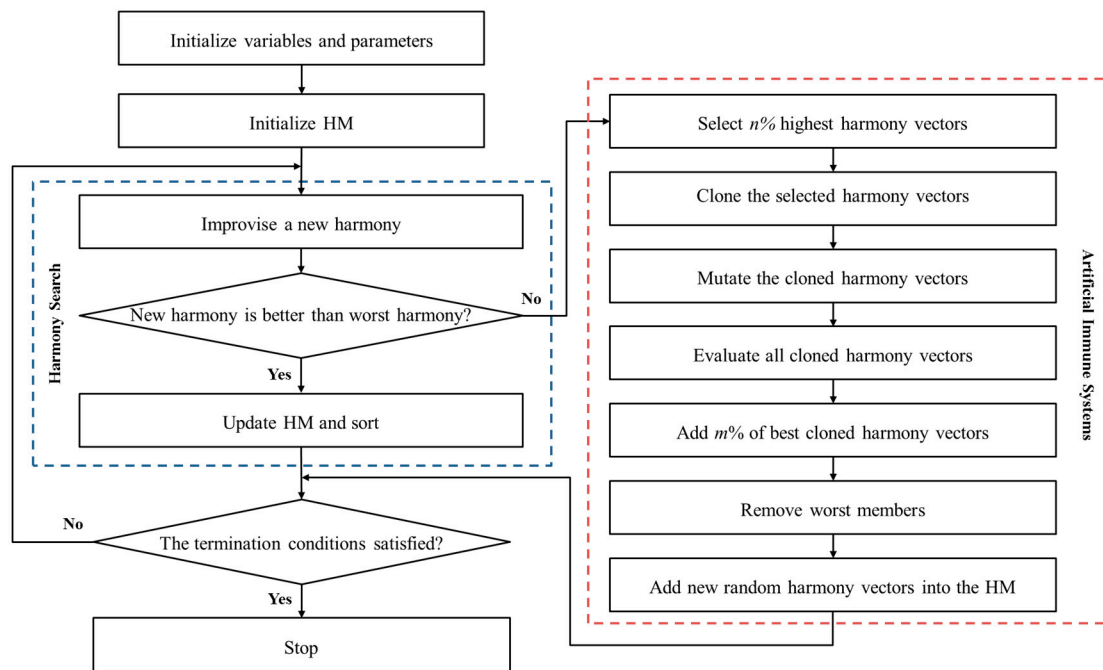 Initialize variables and parameters
Initialize HM
Harmony Search
Improvise a new harmony
New harmony is better than worst harmony?
No
Yes
Update HM and sort
No
The termination conditions satisfied?
Yes
Stop
Select n% highest harmony vectors
Clone the selected harmony vectors
Mutate the cloned harmony vectors
Evaluate all cloned harmony vectors
Add m% of best cloned harmony vectors
Remove worst members
Add new random harmony vectors into the HM
Artificial Immune Systems